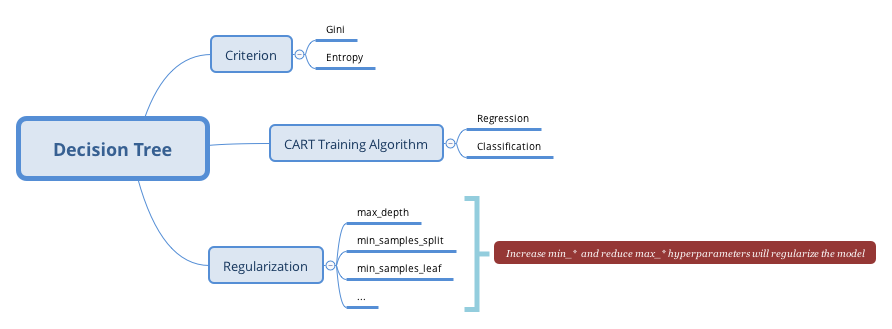 Decision Tree
Criterion
Gini
Entropy
CART Training Algorithm
Regression
Classification
Regularization
max_depth
min_samples_split
min_samples_leaf
...
Increase min_* and reduce max_* hyperparameters will regularize the model